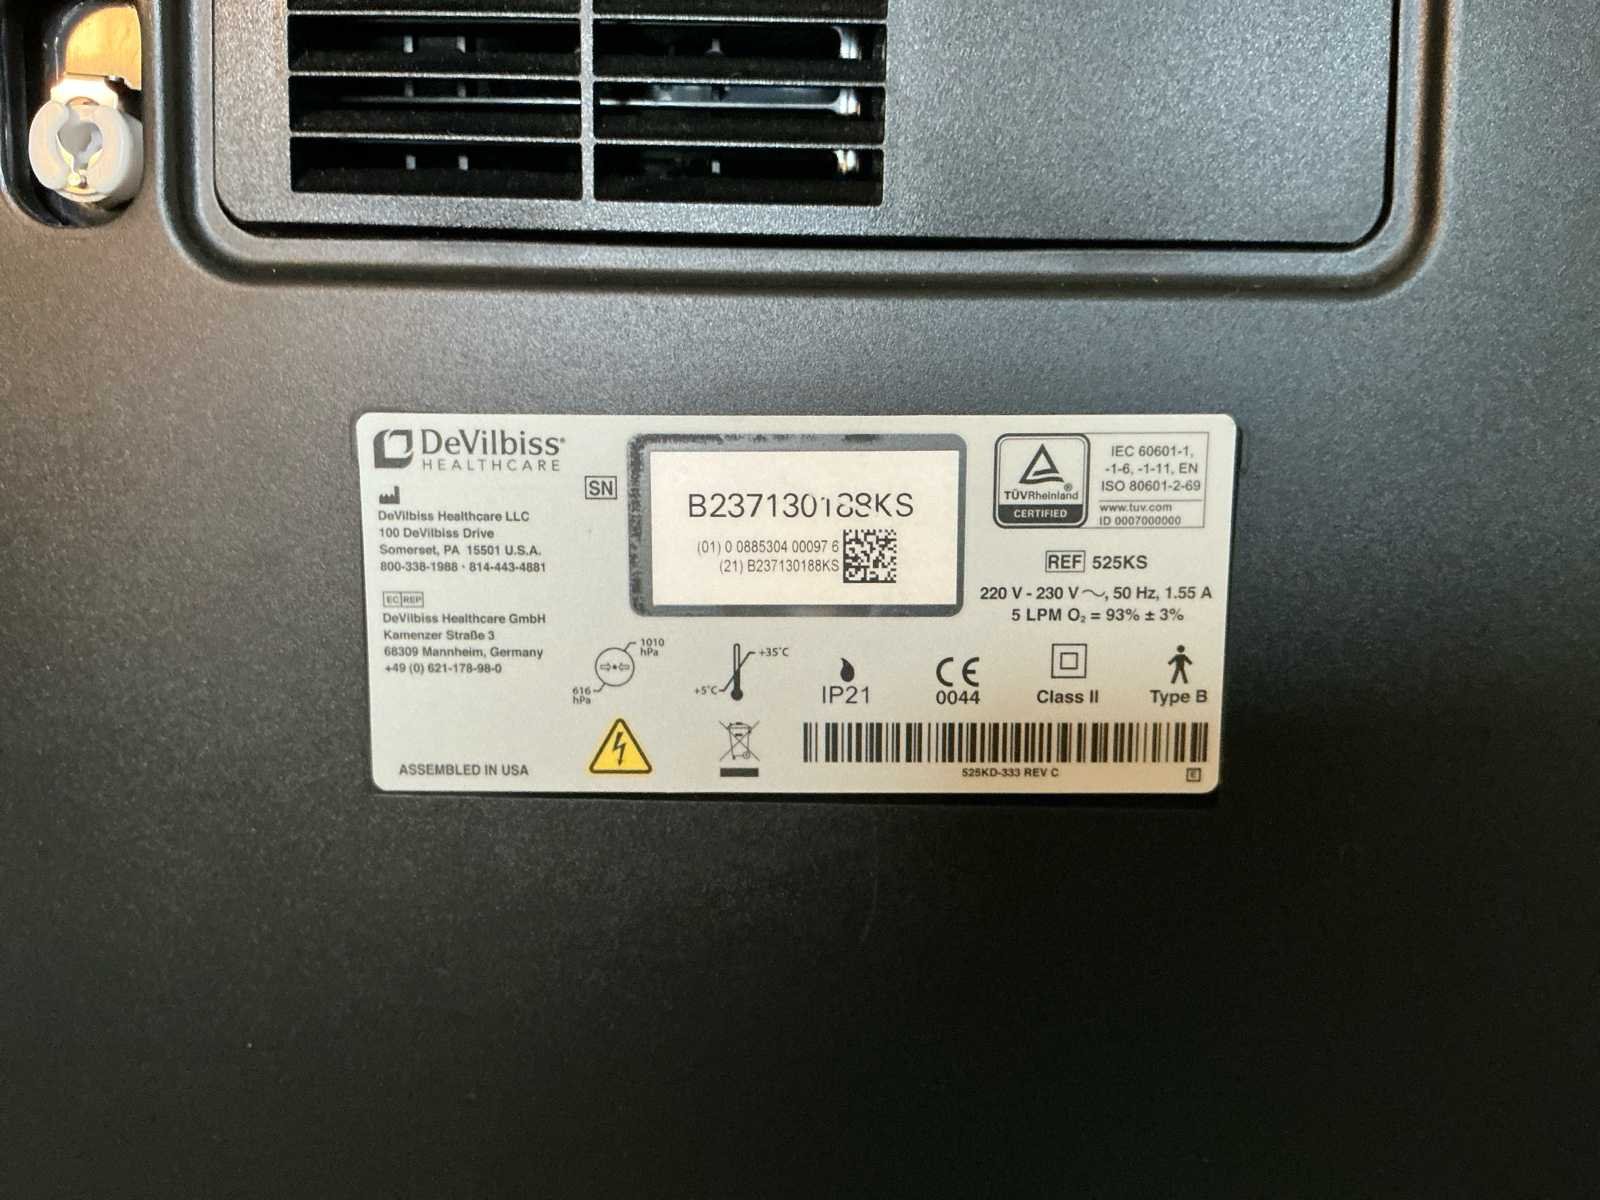 DeVilbiss®
HEALTHCARE
DeVilbiss Healthcare LLC
100 DeVilbiss Drive
Somerset, PA 15501 U.S.A.
800-338-1988 • 814-443-4881
EC REP
DeVilbiss Healthcare GmbH
Kamenzer Straße 3
68309 Mannheim, Germany
+49 (0) 621-178-98-0
ASSEMBLED IN USA
SN
B237130188KS
(01) 0 0885304 00097 6
(21) B237130188KS
TÜVRheinland®
CERTIFIED
IEC 60601-1,
-1-6, -1-11, EN
ISO 80601-2-69
www.tuv.com
ID 0007000000
REF 525KS
220 V - 230 V ~, 50 Hz, 1.55 A
5 LPM O₂ = 93% ± 3%
1010
hPa
616
hPa
+35°C
+5°C
IP21
CE
0044
Class II
Type B
525KD-333 REV C
E